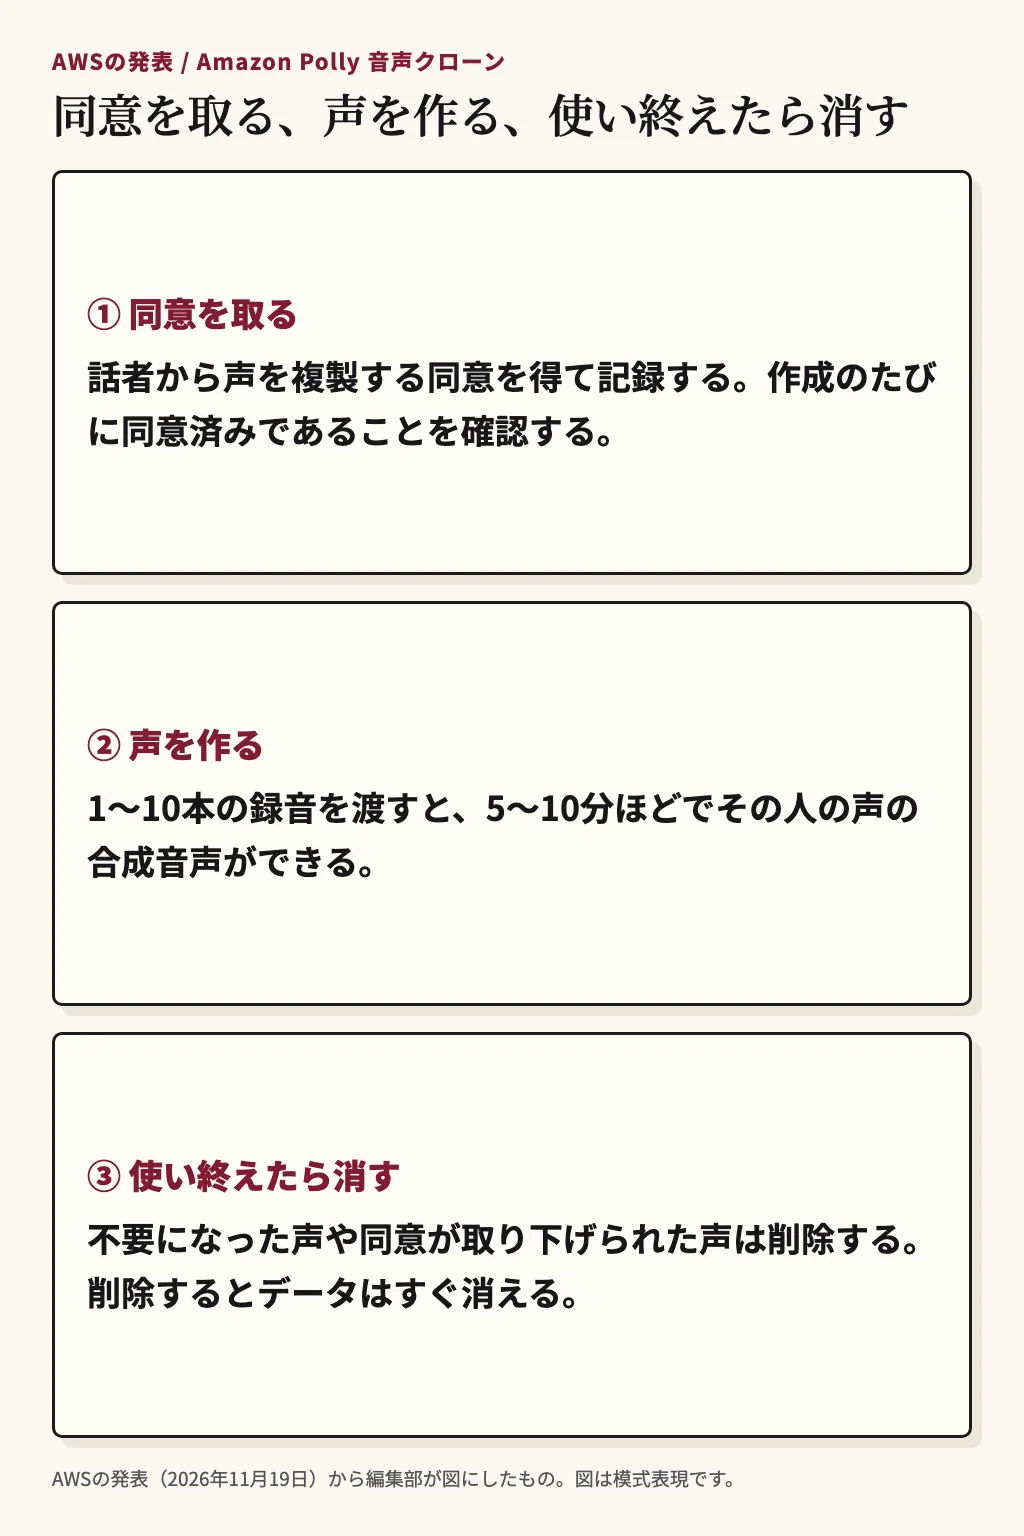 AWSの発表 / Amazon Polly 音声クローン
同意を取る、声を作る、使い終えたら消す
① 同意を取る
話者から声を複製する同意を得て記録する。作成のたび
に同意済みであることを確認する。
② 声を作る
1〜10本の録音を渡すと、5〜10分ほどでその人の声の
合成音声ができる。
③ 使い終えたら消す
不要になった声や同意が取り下げられた声は削除する。
削除するとデータはすぐ消える。
AWSの発表（2026年11月19日）から編集部が図にしたもの。図は模式表現です。